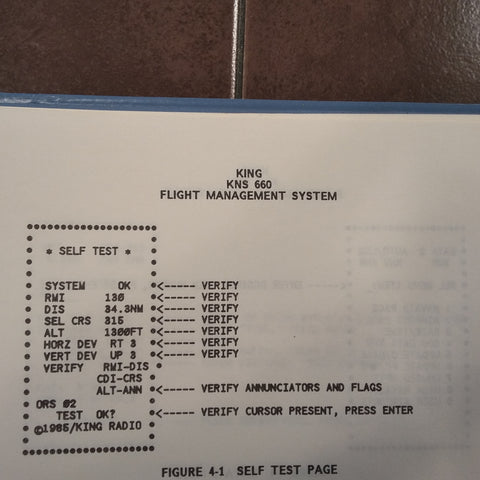 KING
KNS 660
FLIGHT MANAGEMENT SYSTEM
* SELF TEST *
SYSTEM OK <----- VERIFY
RMI 130 <----- VERIFY
DIS 34.3NM <----- VERIFY
SEL CRS 315 <----- VERIFY
ALT 1300FT <----- VERIFY
HORZ DEV RT 3 <----- VERIFY
VERT DEV UP 3 <----- VERIFY
VERIFY RMI-DIS
CDI-CRS
ALT-ANN <----- VERIFY ANNUNCIATORS AND FLAGS
ORS 02
TEST OK? <----- VERIFY CURSOR PRESENT, PRESS ENTER
©1985/KING RADIO
FIGURE 4-1 SELF TEST PAGE